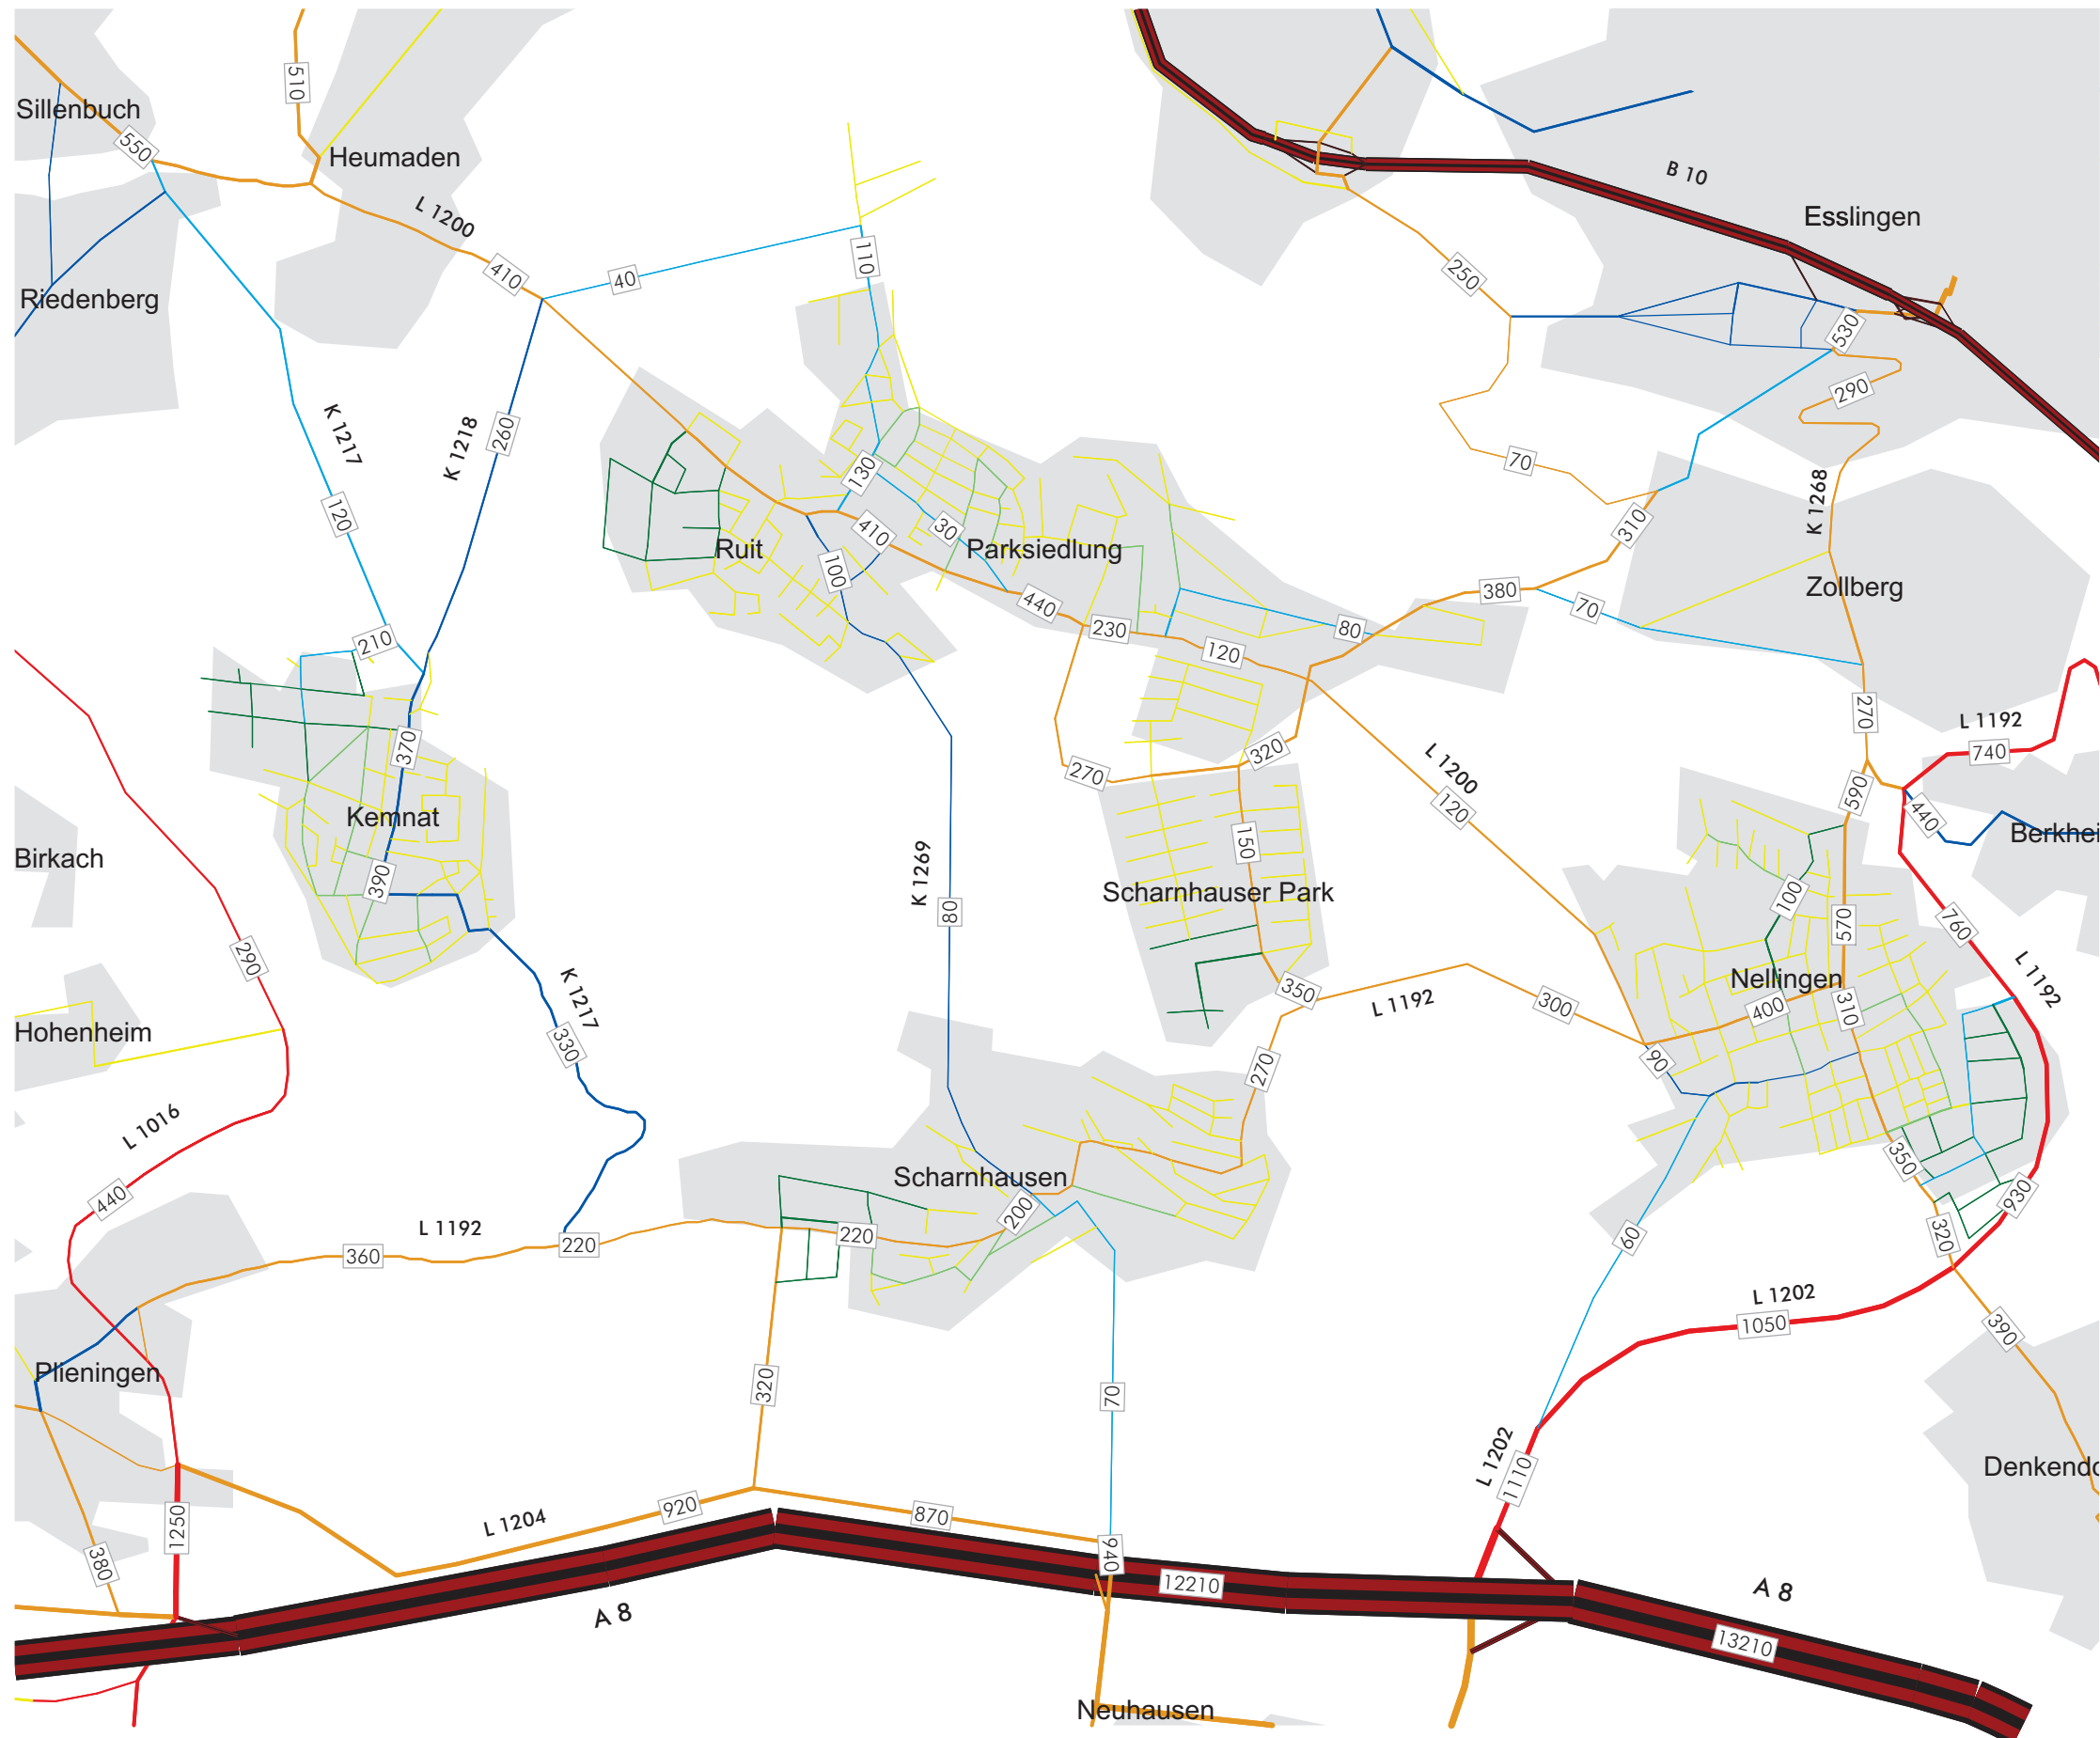 510
Sillenbuch
550
Heumaden
B 10
L 1200
Esslingen
110
410
40
250
Riedenberg
530
290
K 1217
K 1218
260
130
70
K 1268
120
410
30
310
Ruit
Parksiedlung
100
Zollberg
380
440
70
210
230
80
120
270
L 1192
370
320
740
270
L 1200
590
Kemnat
120
440
Berkhei
150
Birkach
K 1269
390
Scharnhauser Park
100
80
570
760
290
Nellingen
L 1192
K 1217
350
L 1192
300
400
310
Hohenheim
330
90
270
L 1016
350
Scharnhausen
440
930
200
L 1192
220
320
360
220
60
L 1202
1050
390
Plieningen
320
70
L 1202
Denkendo
1110
920
870
L 1204
1250
940
380
12210
A 8
A 8
13210
Neuhausen